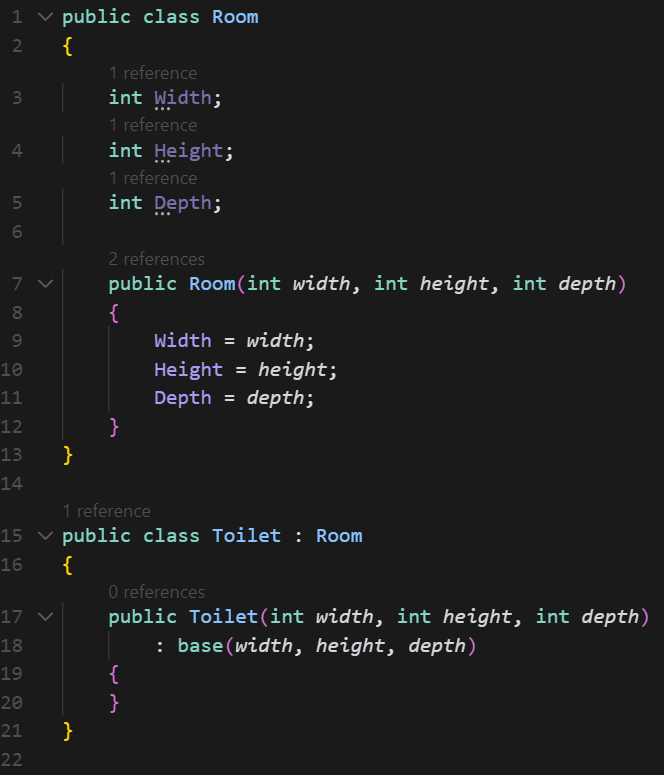 1 public class Room
2 {
1 reference
3 int Width;
1 reference
4 int Height;
1 reference
5 int Depth;
6
2 references
7 public Room(int width, int height, int depth)
8 {
9 Width = width;
10 Height = height;
11 Depth = depth;
12 }
13 }
14
1 reference
15 public class Toilet : Room
16 {
0 references
17 public Toilet(int width, int height, int depth)
18 : base(width, height, depth)
19 {
20 }
21 }
22